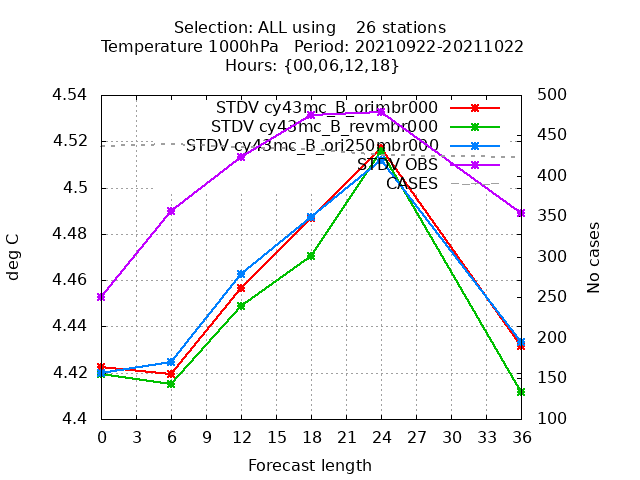 Selection: ALL using 26 stations
Temperature 1000hPa Period: 20210922-20211022
Hours: {00,06,12,18}
4.54
4.52
4.5
4.48
4.46
4.44
4.42
4.4
deg C
STDV cy43mc_B_orimbr000
STDV cy43mc_B_revmbr000
STDV cy43mc_B_ori250mbr000
STDV OBS
CASES
500
450
400
350
300
250
200
150
100
No cases
0 3 6 9 12 15 18 21 24 27 30 33 36
Forecast length